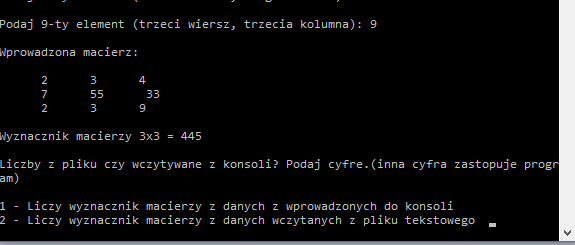 Podaj 9-ty element (trzeci wiersz, trzecia kolumna): 9
Wprowadzona macierz:
2 3 4
7 55 33
2 3 9
Wyznacznik macierzy 3x3 = 445
Liczby z pliku czy wczytywane z konsoli? Podaj cyfre.(inna cyfra zastopuje progr
am)
1 - Liczy wyznacznik macierzy z danych z wprowadzonych do konsoli
2 - Liczy wyznacznik macierzy z danych wczytanych z pliku tekstowego